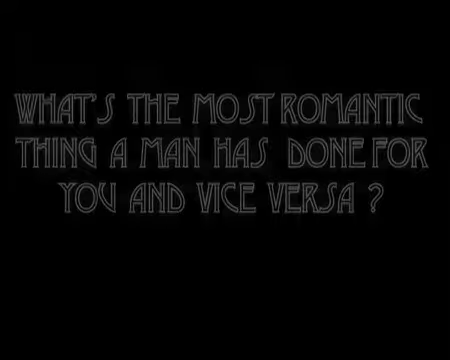 WHAT'S THE MOST ROMANTIC
THING A MAN HAS DONE FOR
YOU AND VICE VERSA ?